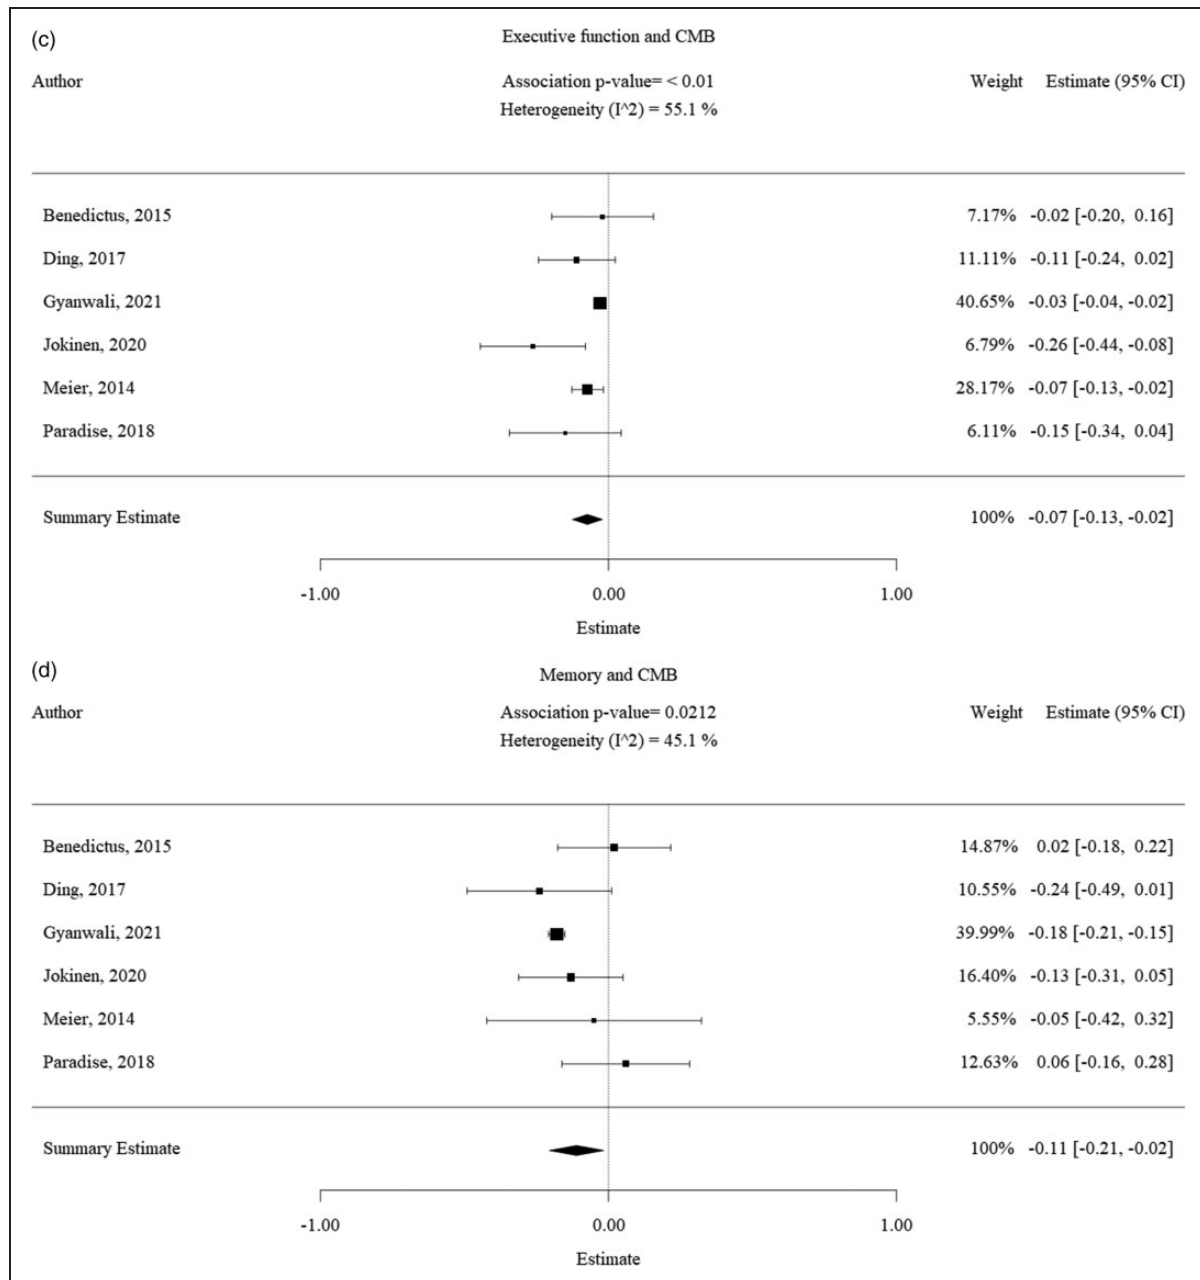 (c)
Executive function and CMB
Author Association p-value= < 0.01 Weight Estimate (95% CI)
Heterogeneity (I^2) = 55.1 %
Benedictus, 2015 7.17% -0.02 [-0.20, 0.16]
Ding, 2017 11.11% -0.11 [-0.24, 0.02]
Gyanwali, 2021 40.65% -0.03 [-0.04, -0.02]
Jokinen, 2020 6.79% -0.26 [-0.44, -0.08]
Meier, 2014 28.17% -0.07 [-0.13, -0.02]
Paradise, 2018 6.11% -0.15 [-0.34, 0.04]
Summary Estimate 100% -0.07 [-0.13, -0.02]
-1.00 0.00 1.00
Estimate
(d)
Memory and CMB
Author Association p-value= 0.0212 Weight Estimate (95% CI)
Heterogeneity (I^2) = 45.1 %
Benedictus, 2015 14.87% 0.02 [-0.18, 0.22]
Ding, 2017 10.55% -0.24 [-0.49, 0.01]
Gyanwali, 2021 39.99% -0.18 [-0.21, -0.15]
Jokinen, 2020 16.40% -0.13 [-0.31, 0.05]
Meier, 2014 5.55% -0.05 [-0.42, 0.32]
Paradise, 2018 12.63% 0.06 [-0.16, 0.28]
Summary Estimate 100% -0.11 [-0.21, -0.02]
-1.00 0.00 1.00
Estimate